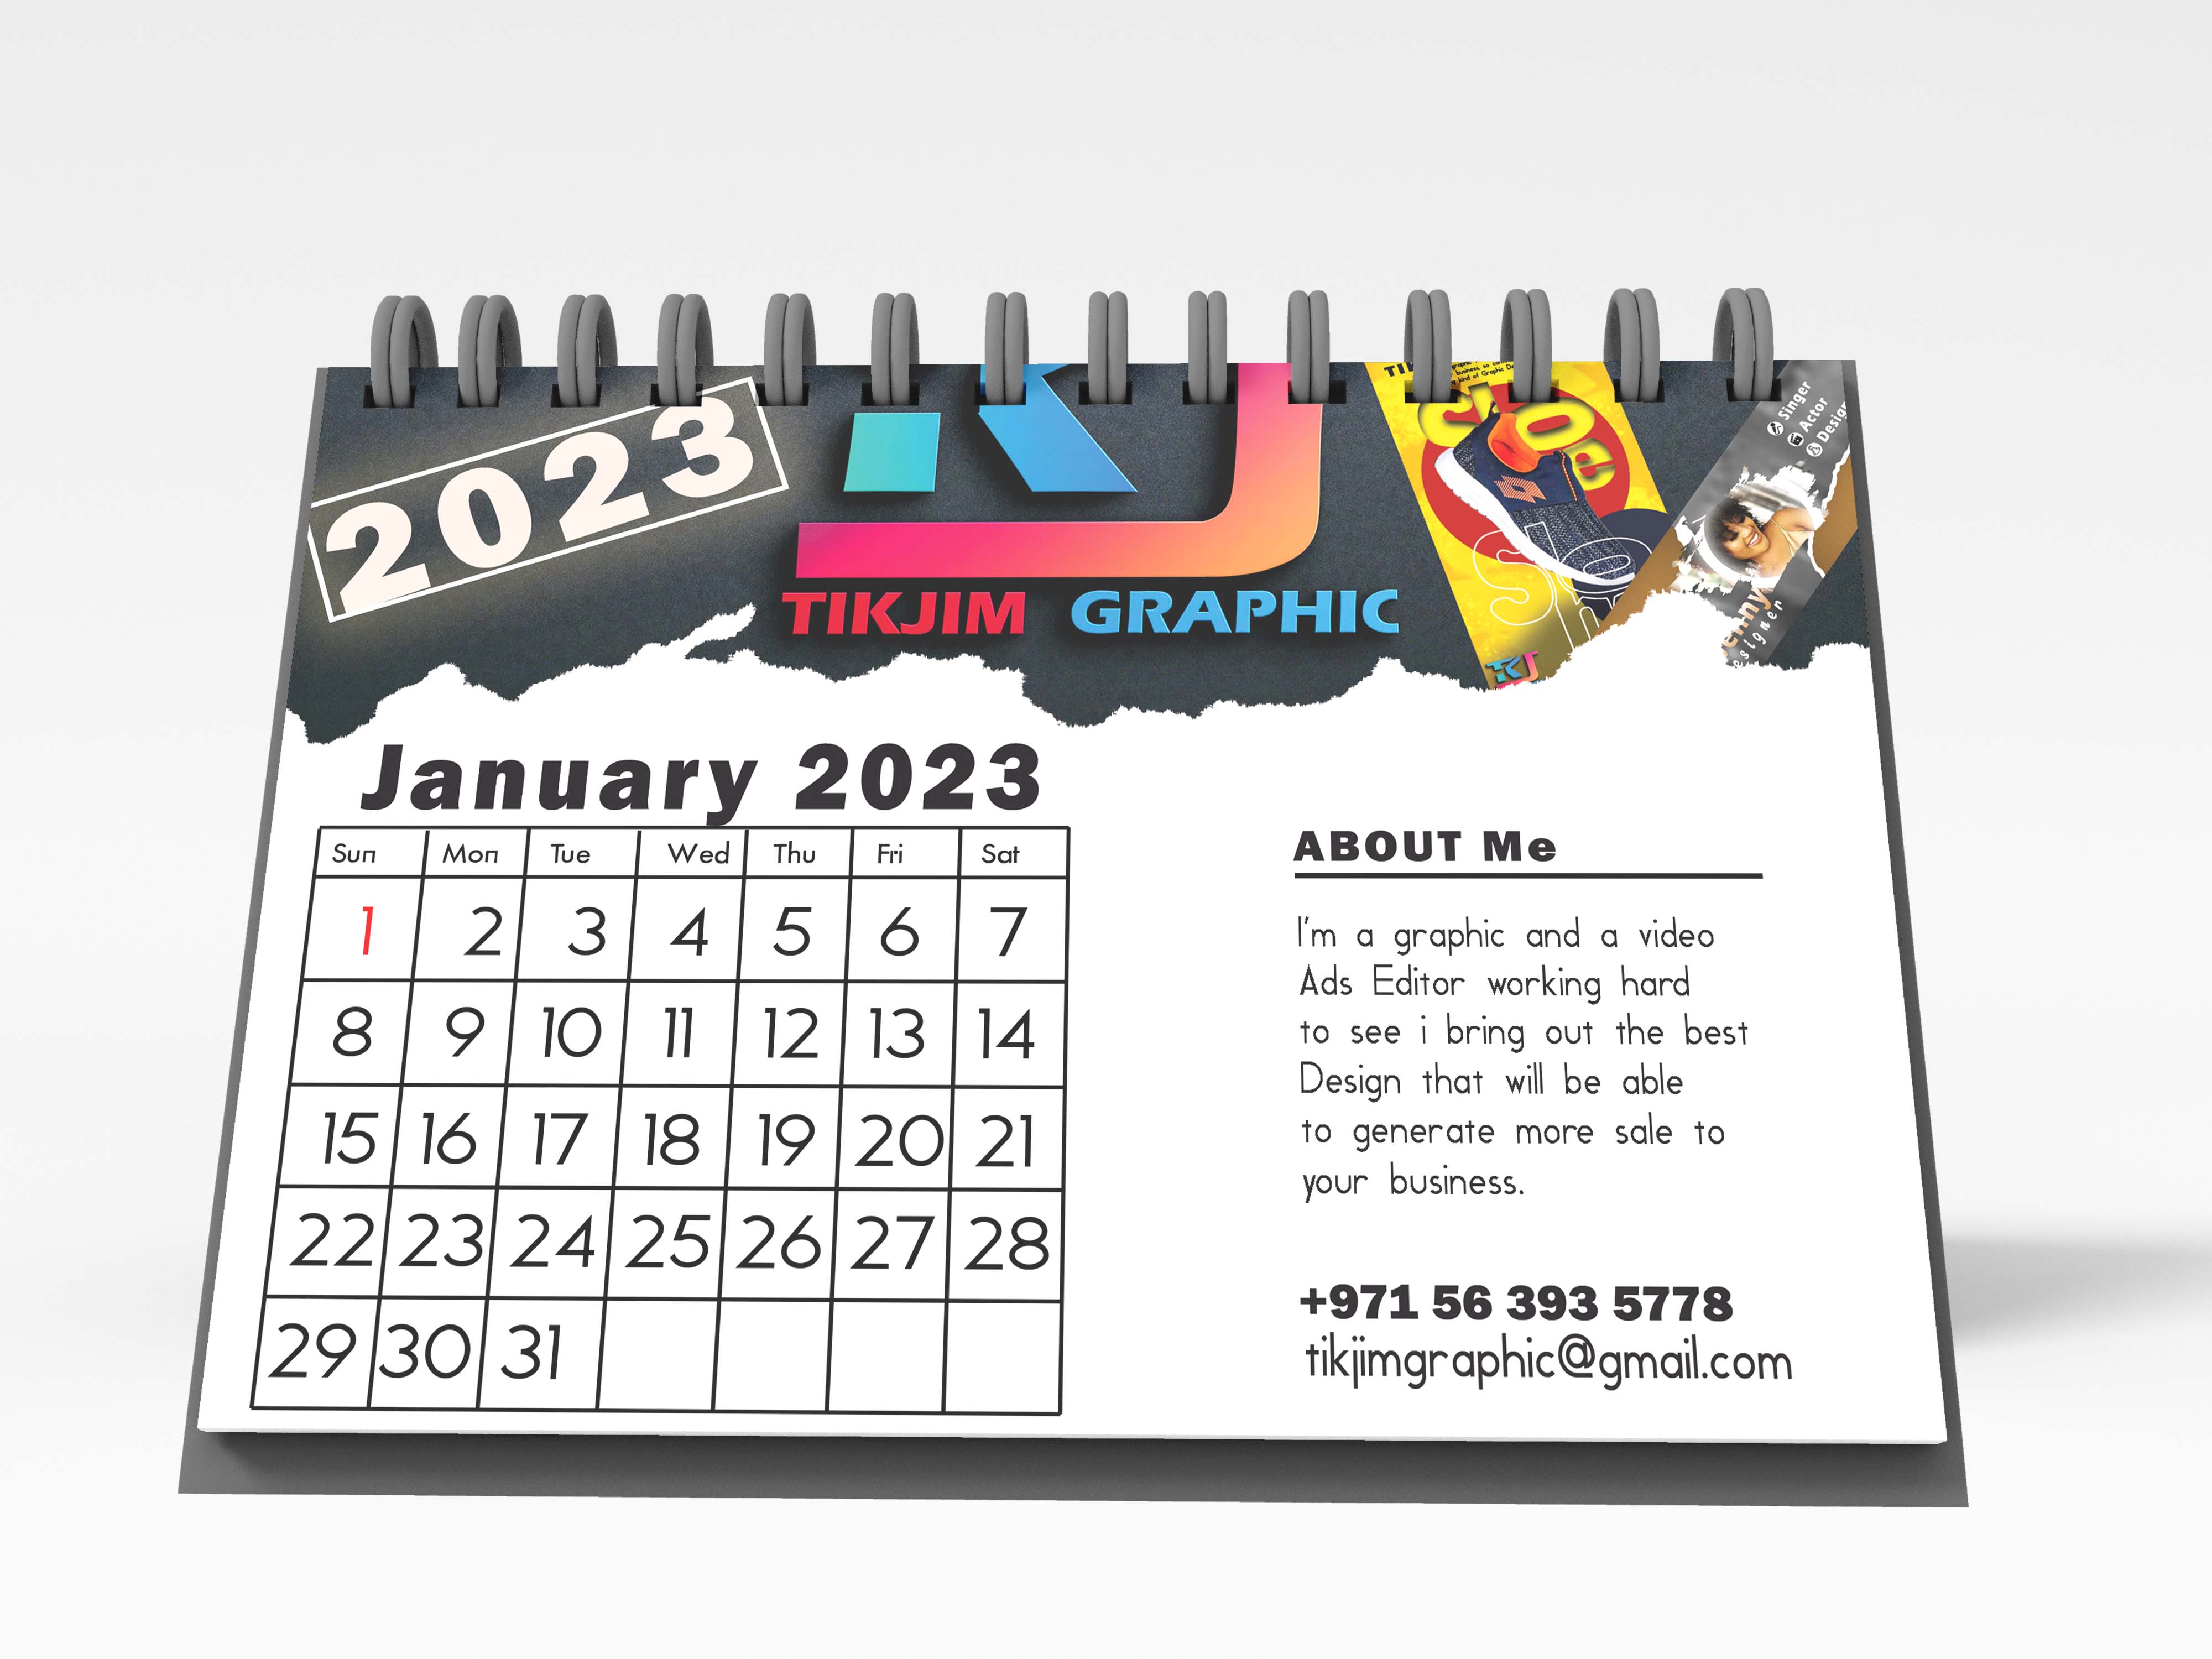 2023
TIKJIM GRAPHIC
Singer
Actor
January 2023
Sun Mon Tue Wed Thu Fri Sat
1 2 3 4 5 6 7
8 9 10 11 12 13 14
15 16 17 18 19 20 21
22 23 24 25 26 27 28
29 30 31
ABOUT Me
I'm a graphic and a video
Ads Editor working hard
to see i bring out the best
Design that will be able
to generate more sale to
your business.
+971 56 393 5778
tikjimgraphic@gmail.com